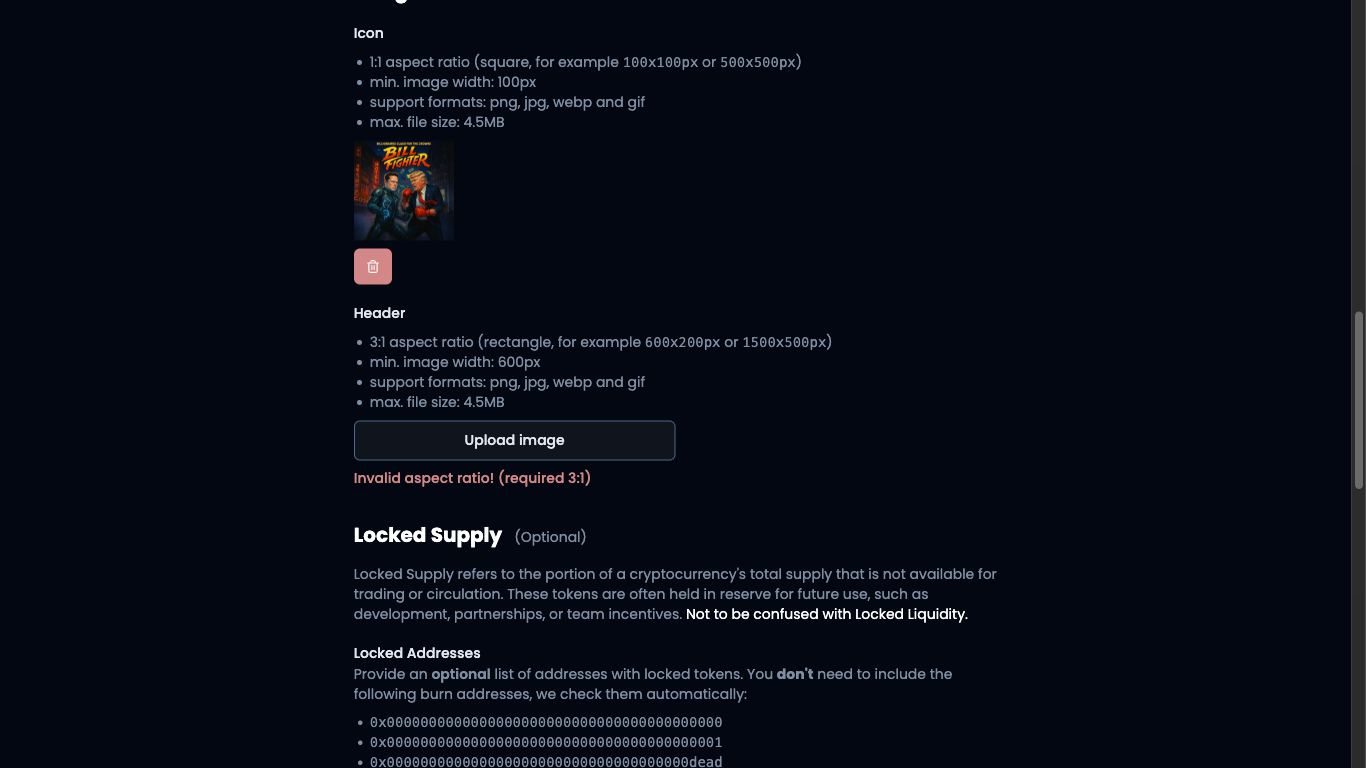 Icon
1:1 aspect ratio (square, for example 100x100px or 500x500px)
min. image width: 100px
support formats: png, jpg, webp and gif
max. file size: 4.5MB
BILL
FIGHTER
Header
3:1 aspect ratio (rectangle, for example 600x200px or 1500x500px)
min. image width: 600px
support formats: png, jpg, webp and gif
max. file size: 4.5MB
Upload image
Invalid aspect ratio! (required 3:1)
Locked Supply (Optional)
Locked Supply refers to the portion of a cryptocurrency's total supply that is not available for
trading or circulation. These tokens are often held in reserve for future use, such as
development, partnerships, or team incentives. Not to be confused with Locked Liquidity.
Locked Addresses
Provide an optional list of addresses with locked tokens. You don't need to include the
following burn addresses, we check them automatically:
0x0000000000000000000000000000000000000000
0x0000000000000000000000000000000000000001
0x000000000000000000000000000000000000dead